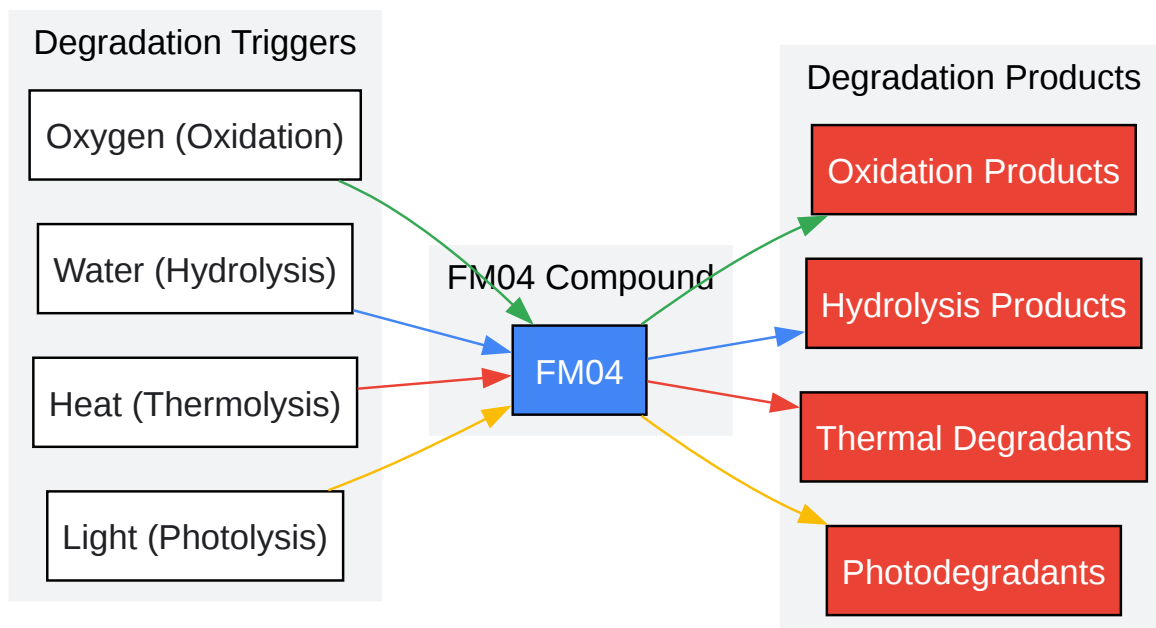 Degradation Triggers
Oxygen (Oxidation)
Water (Hydrolysis)
Heat (Thermolysis)
Light (Photolysis)
FM04 Compound
FM04
Degradation Products
Oxidation Products
Hydrolysis Products
Thermal Degradants
Photodegradants